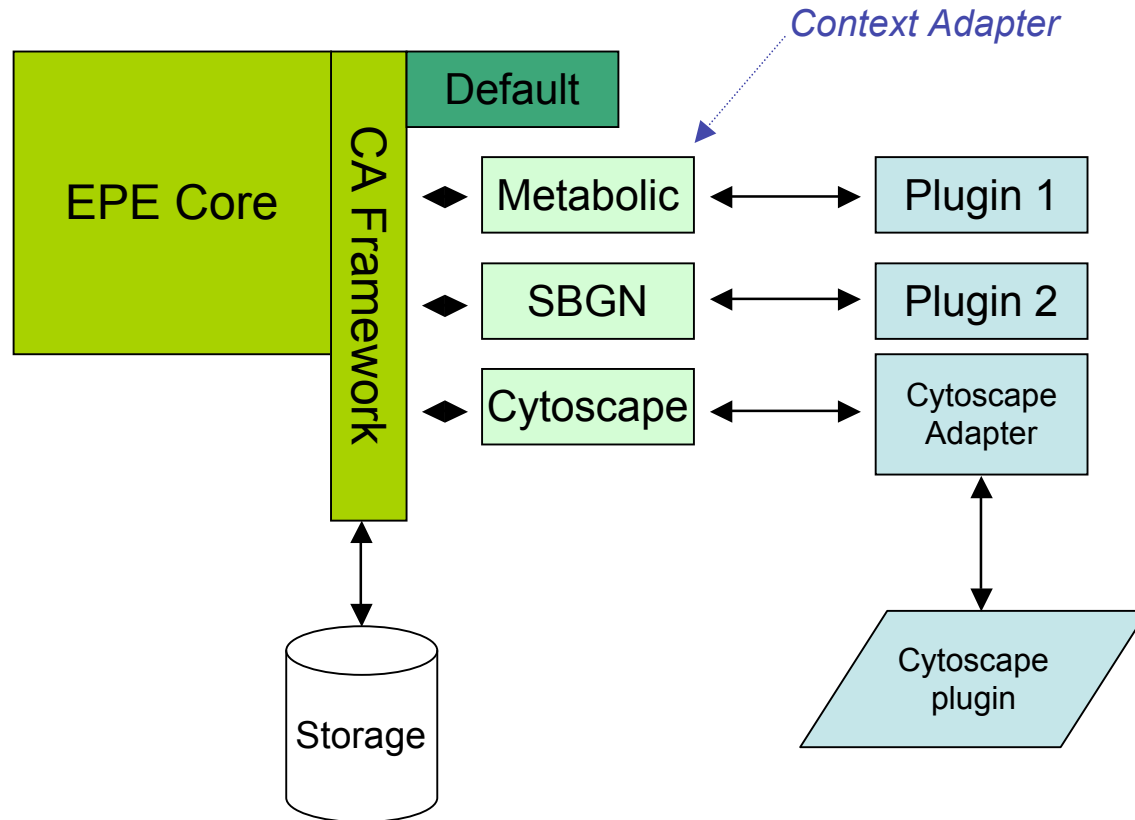 Context Adapter
Default
EPE Core
CA Framework
Metabolic
Plugin 1
SBGN
Plugin 2
Cytoscape
Cytoscape
Adapter
Storage
Cytoscape
plugin